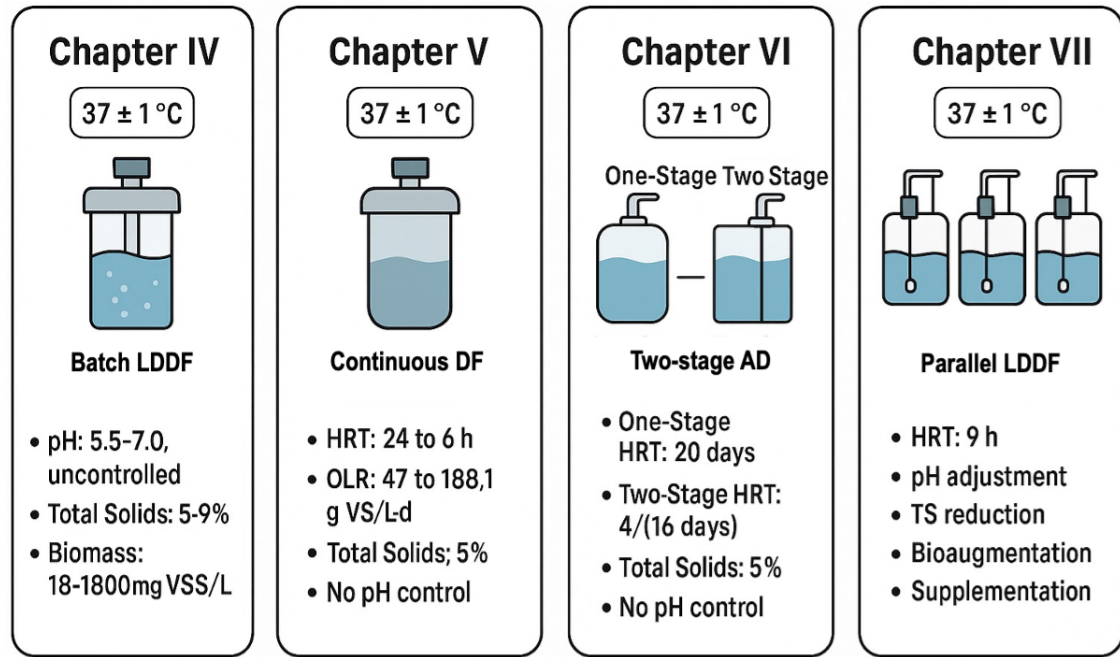 Chapter IV
37 ± 1 °C
Batch LDDF
• pH: 5.5–7.0,
uncontrolled
• Total Solids: 5-9%
• Biomass:
18-1800mg VSS/L
Chapter V
37 ± 1 °C
Continuous DF
• HRT: 24 to 6 h
• OLR: 47 to 188,1
g VS/L-d
• Total Solids; 5%
• No pH control
Chapter VI
37 ± 1 °C
One-Stage Two Stage
Two-stage AD
• One-Stage
HRT: 20 days
• Two-Stage HRT:
4/(16 days)
• Total Solids: 5%
• No pH control
Chapter VII
37 ± 1 °C
Parallel LDDF
• HRT: 9 h
• pH adjustment
• TS reduction
• Bioaugmentation
• Supplementation